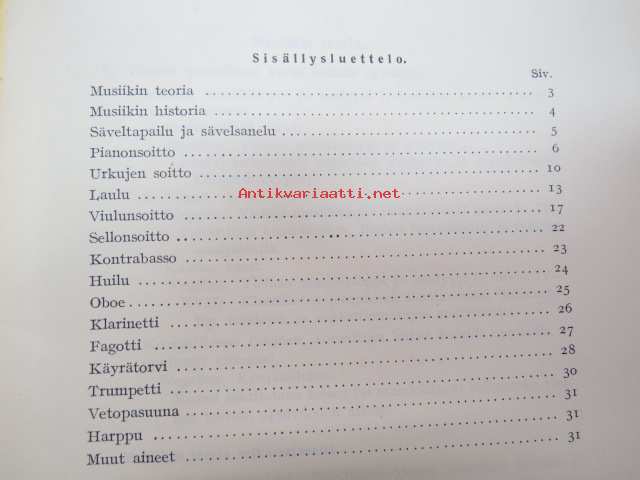 Sisällysluettelo.
Siv.
Musiikin teoria ........ 3
Musiikin historia ........ 4
Säveltapailu ja sävelsanelu ........ 5
Pianonsoitto ........ 6
Urkujen soitto ........ 10
Laulu ........ 13
Antikvariaatti.net
Viulunsoitto ........ 17
Sellonsoitto ........ 22
Kontrabasso ........ 23
Huilu ........ 24
Oboe ........ 25
Klarinetti ........ 26
Fagotti ........ 27
Käyrätorvi ........ 28
Trumpetti ........ 30
Vetopasuuna ........ 31
Harppu ........ 31
Muut aineet ........ 31